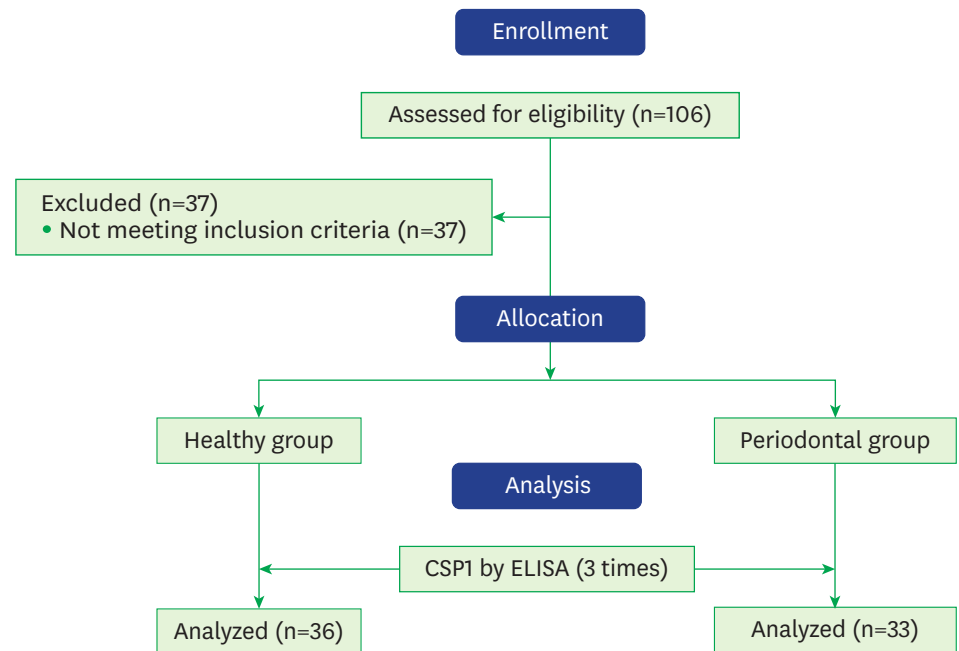 Enrollment
Assessed for eligibility (n=106)
Excluded (n=37)
• Not meeting inclusion criteria (n=37)
Allocation
Healthy group
Periodontal group
Analysis
CSP1 by ELISA (3 times)
Analyzed (n=36)
Analyzed (n=33)